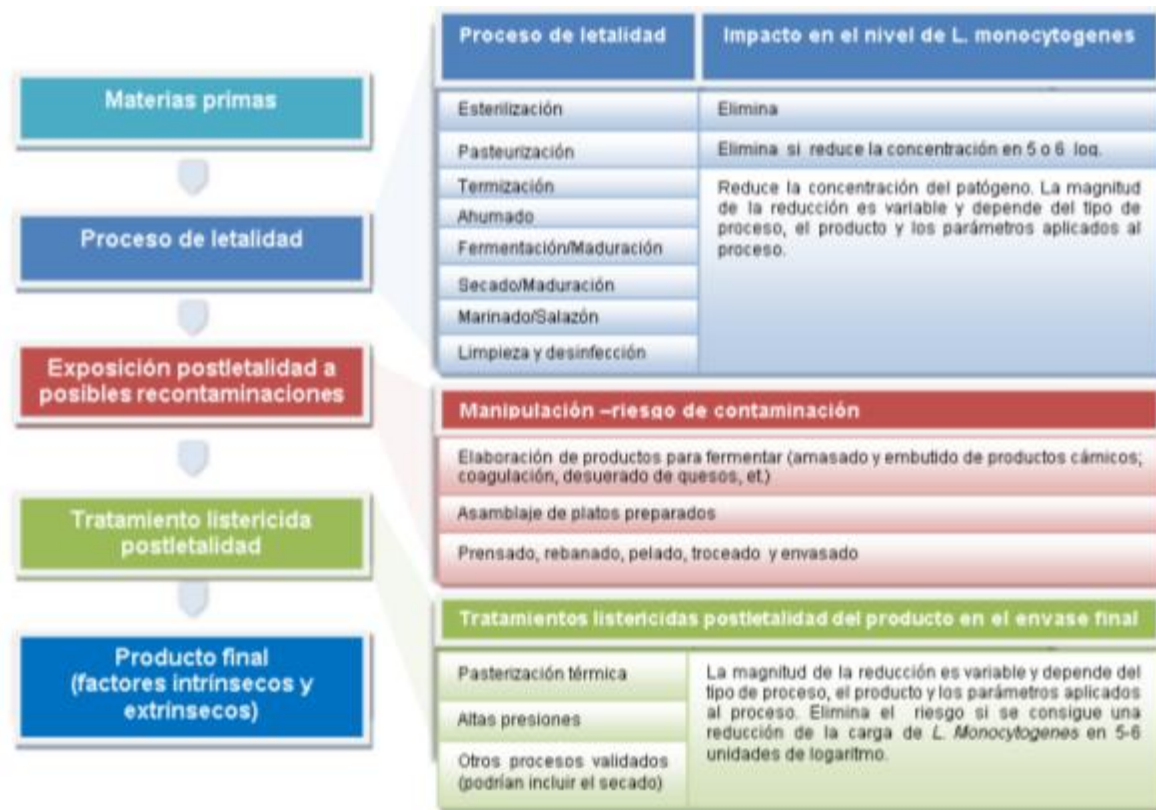 Materias primas
Proceso de letalidad
Exposición postletalidad a
posibles recontaminaciones
Tratamiento listericida
postletalidad
Producto final
(factores intrínsecos y
extrínsecos)
Proceso de letalidad
Impacto en el nivel de L. monocytogenes
Esterilización
Elimina
Pasteurización
Elimina si reduce la concentración en 5 o 6 log.
Termización
Ahumado
Fermentación/Maduración
Secado/Maduración
Marinado/Salazón
Limpieza y desinfección
Reduce la concentración del patógeno. La magnitud
de la reducción es variable y depende del tipo de
proceso, el producto y los parámetros aplicados al
proceso.
Manipulación –riesgo de contaminación
Elaboración de productos para fermentar (amasado y embutido de productos cárnicos;
coagulación, desuerado de quesos, et.)
Asamblaje de platos preparados
Prensado, rebanado, pelado, troceado y envasado
Tratamientos listericidas postletalidad del producto en el envase final
Pasterización térmica
Altas presiones
Otros procesos validados
(podrían incluir el secado)
La magnitud de la reducción es variable y depende del
tipo de proceso, el producto y los parámetros aplicados
al proceso. Elimina el riesgo si se consigue una
reducción de la carga de L. Monocytogenes en 5-6
unidades de logaritmo.